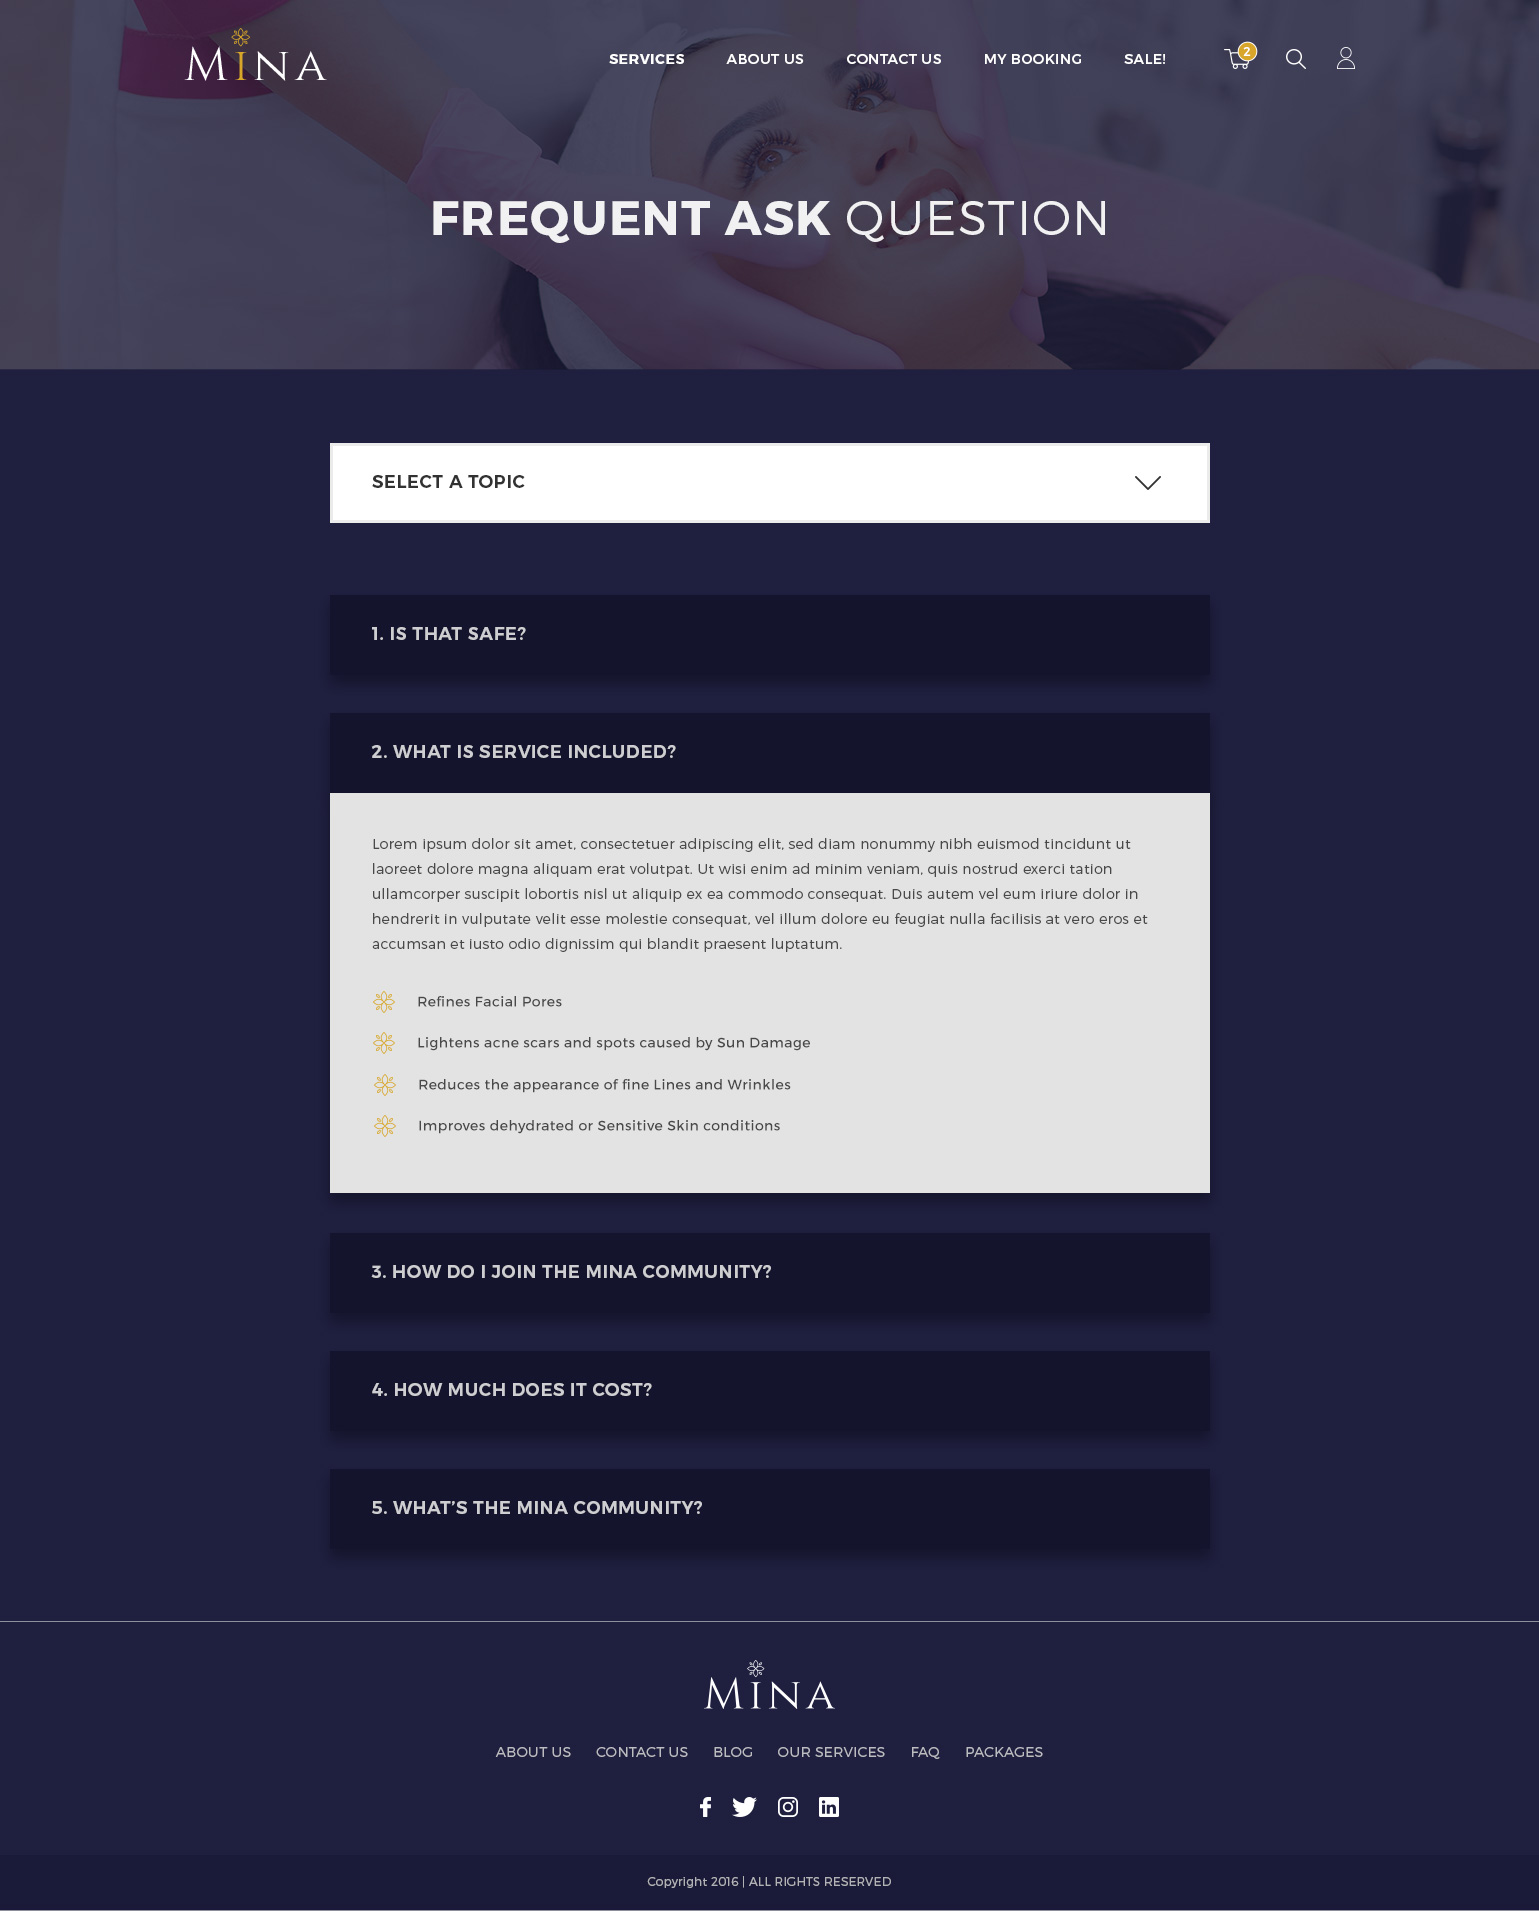 MINA
SERVICES ABOUT US CONTACT US MY BOOKING SALE! 2
FREQUENT ASK QUESTION
SELECT A TOPIC
1. IS THAT SAFE?
2. WHAT IS SERVICE INCLUDED?
Lorem ipsum dolor sit amet, consectetuer adipiscing elit, sed diam nonummy nibh euismod tincidunt ut
laoreet dolore magna aliquam erat volutpat. Ut wisi enim ad minim veniam, quis nostrud exerci tation
ullamcorper suscipit lobortis nisl ut aliquip ex ea commodo consequat. Duis autem vel eum iriure dolor in
hendrerit in vulputate velit esse molestie consequat, vel illum dolore eu feugiat nulla facilisis at vero eros et
accumsan et iusto odio dignissim qui blandit praesent luptatum.
Refines Facial Pores
Lightens acne scars and spots caused by Sun Damage
Reduces the appearance of fine Lines and Wrinkles
Improves dehydrated or Sensitive Skin conditions
3. HOW DO I JOIN THE MINA COMMUNITY?
4. HOW MUCH DOES IT COST?
5. WHAT’S THE MINA COMMUNITY?
MINA
ABOUT US CONTACT US BLOG OUR SERVICES FAQ PACKAGES
Copyright 2016 | ALL RIGHTS RESERVED